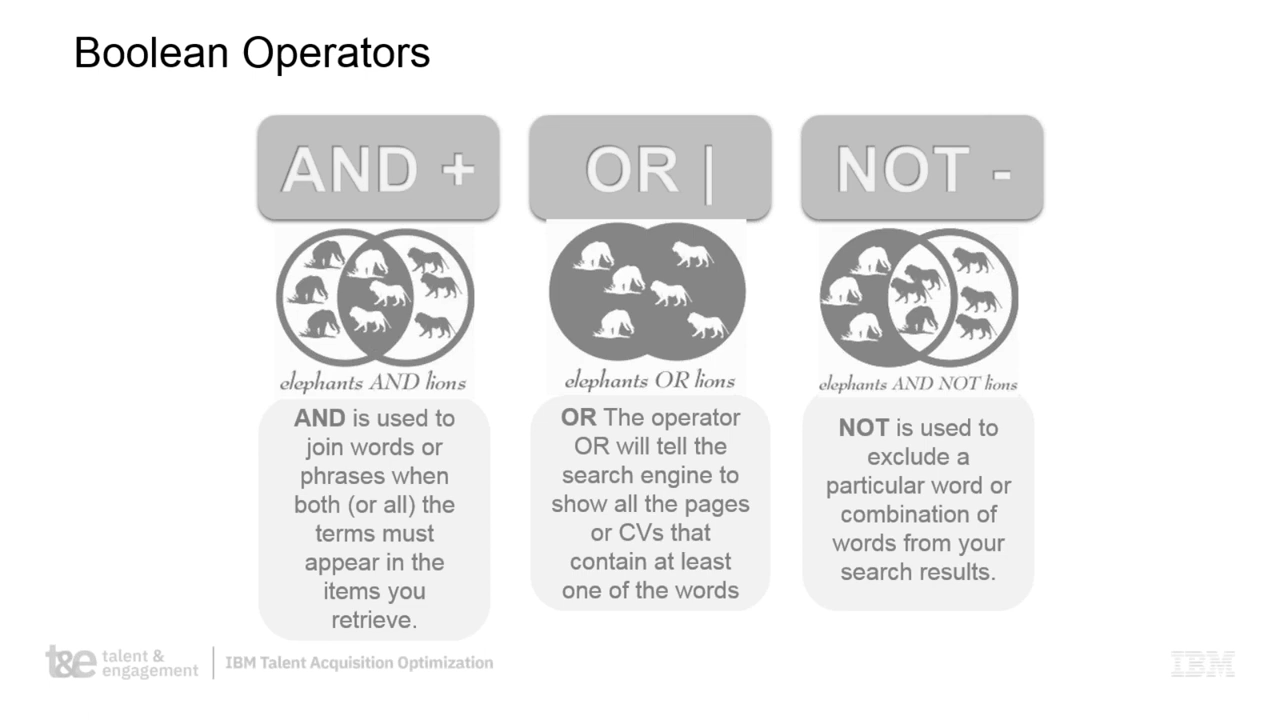 Boolean Operators
AND +
elephants AND lions
AND is used to
join words or
phrases when
both (or all) the
terms must
appear in the
items you
retrieve.
OR |
elephants OR lions
OR The operator
OR will tell the
search engine to
show all the pages
or CVs that
contain at least
one of the words
NOT -
elephants AND NOT lions
NOT is used to
exclude a
particular word or
combination of
words from your
search results.
t&e talent &
engagement
IBM Talent Acquisition Optimization
IBM